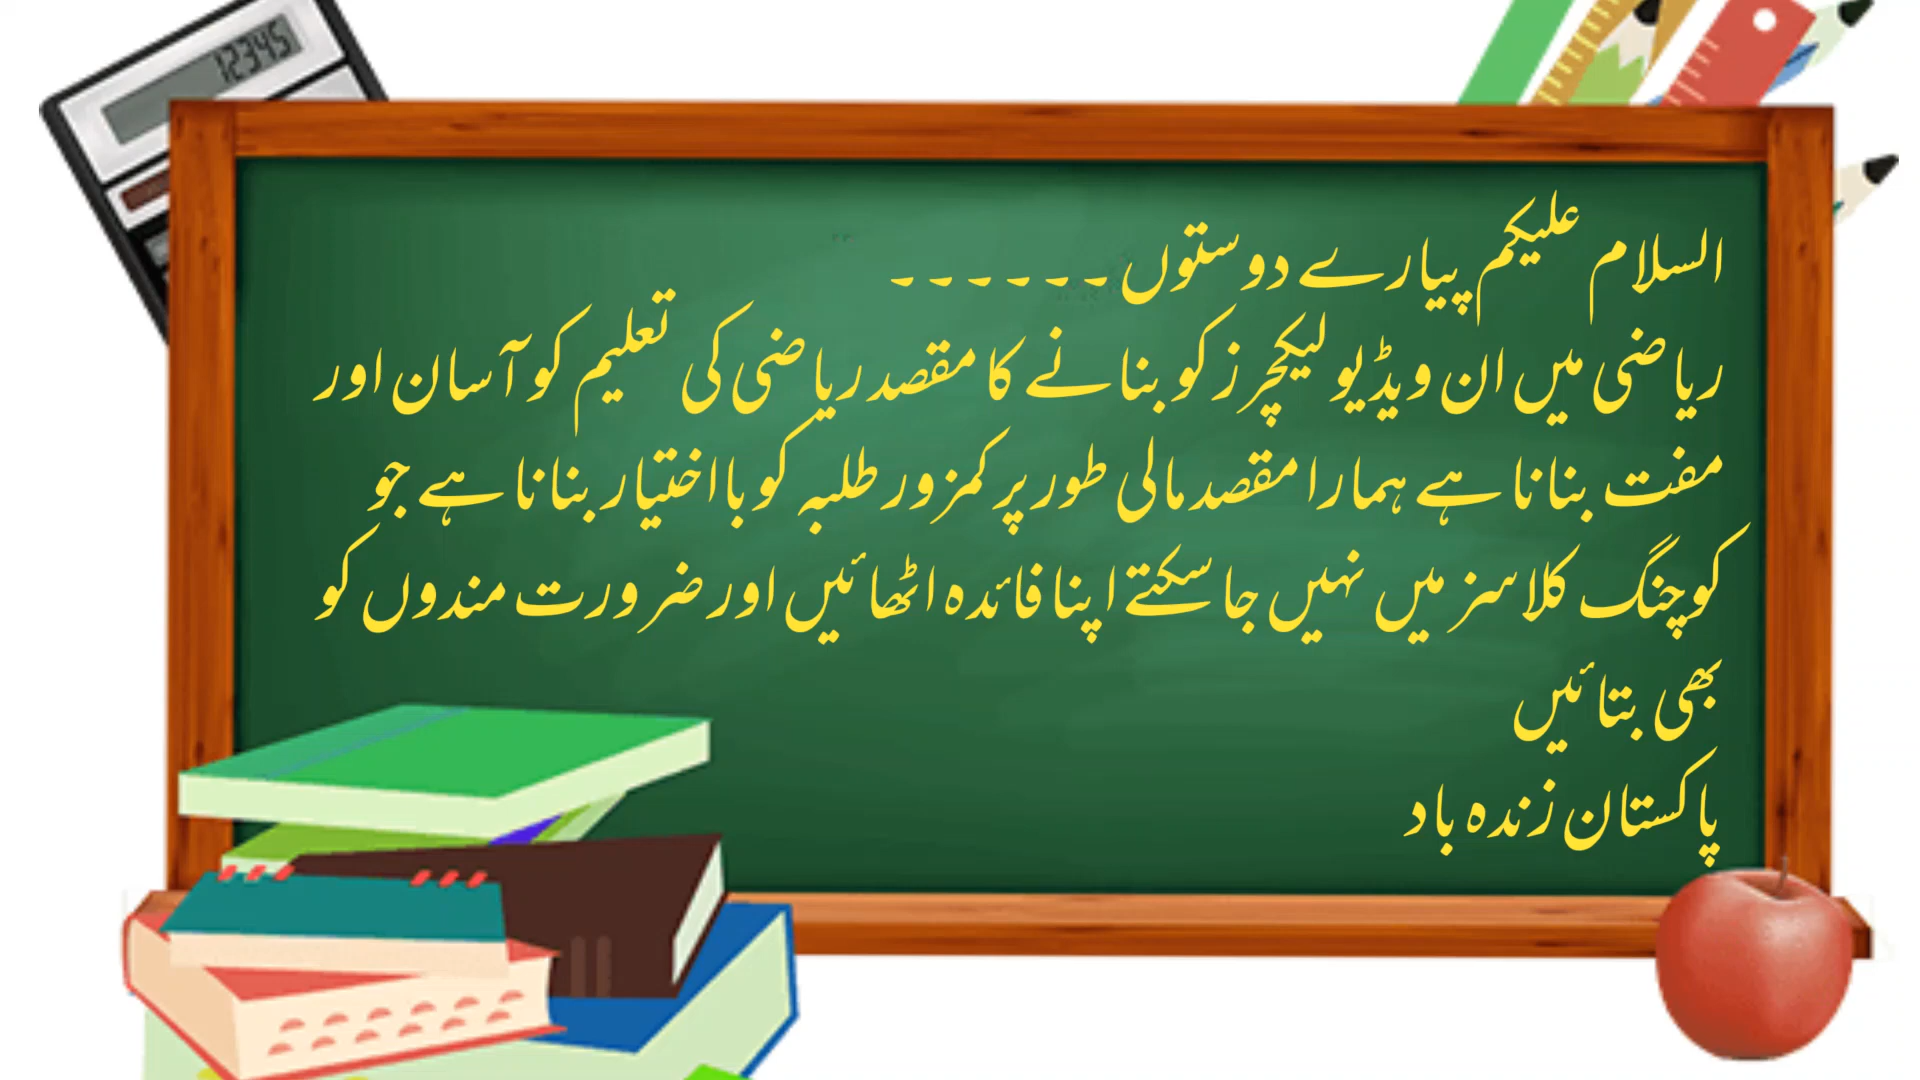 12345
السلام علیکم پیارے دوستوں۔۔۔۔۔۔
ریاضی میں ان ویڈیو لیکچرز کو بنانے کا مقصد ریاضی کی تعلیم کو آسان اور
مفت بنانا ہے ہمارا مقصد مالی طور پر کمزور طلبہ کو بااختیار بنانا ہے جو
کوچنگ کلاسز میں نہیں جاسکتے اپنا فائدہ اٹھائیں اور ضرورت مندوں کو
بھی بتائیں
پاکستان زندہ باد